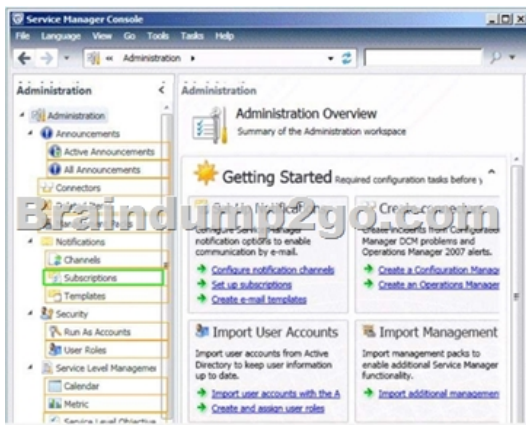 Service Manager Console
File Language View Go Tools Tasks Help
Administration
Administration
Administration
Announcements
Active Announcements
All Announcements
Connectors
Notifications
Channels
Subscriptions
Templates
Security
Run As Accounts
User Roles
Service Level Managemen
Calendar
Metric
Service Level Objective
Administration
Administration Overview
Summary of the Administration workspace
Getting Started Required configuration tasks before y
Braindump2go.com
notification options to enable
communication by e-mail.
Configure notification channels
Set up subscriptions
Create e-mail templates
Create incidents from Configuration
Manager DCM problems and
Operations Manager 2007 alerts.
Create a Configuration Manag
Create an Operations Manager
Import User Accounts
Import user accounts from Active
Directory to keep user information
up to date.
Import user accounts with the A
Create and assign user roles
Import Management
Import management packs to
enable additional Service Manager
functionality.
Import additional managemen